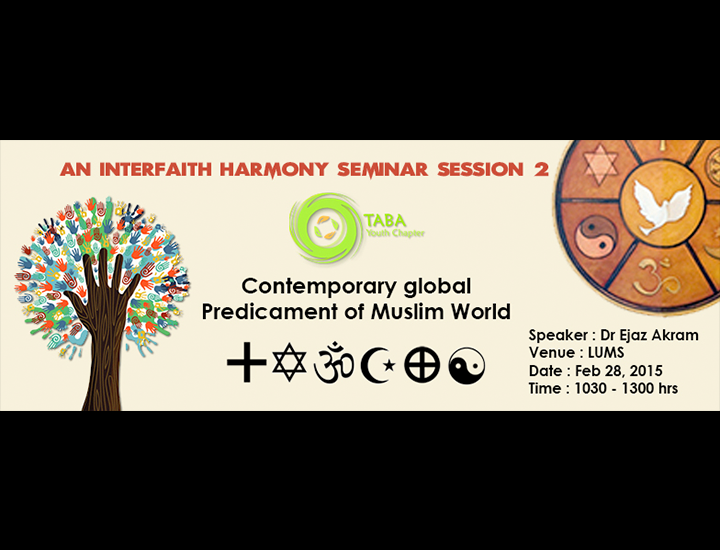 AN INTERFAITH HARMONY SEMINAR SESSION 2
TABA
Youth Chapter
Contemporary global
Predicament of Muslim World
Speaker : Dr Ejaz Akram
Venue : LUMS
Date : Feb 28, 2015
Time : 1030 - 1300 hrs